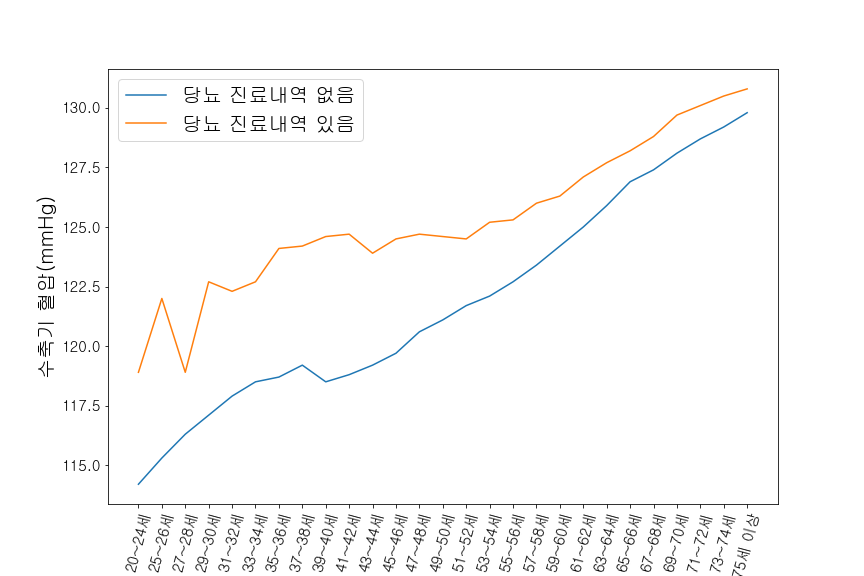 당뇨 진료내역 없음
당뇨 진료내역 있음
수축기 혈압(mmHg)
130.0
127.5
125.0
122.5
120.0
117.5
115.0
20~24세
25~26세
27~28세
29~30세
31~32세
33~34세
35~36세
37~38세
39~40세
41~42세
43~44세
45~46세
47~48세
49~50세
51~52세
53~54세
55~56세
57~58세
59~60세
61~62세
63~64세
65~66세
67~68세
69~70세
71~72세
73~74세
75세 이상